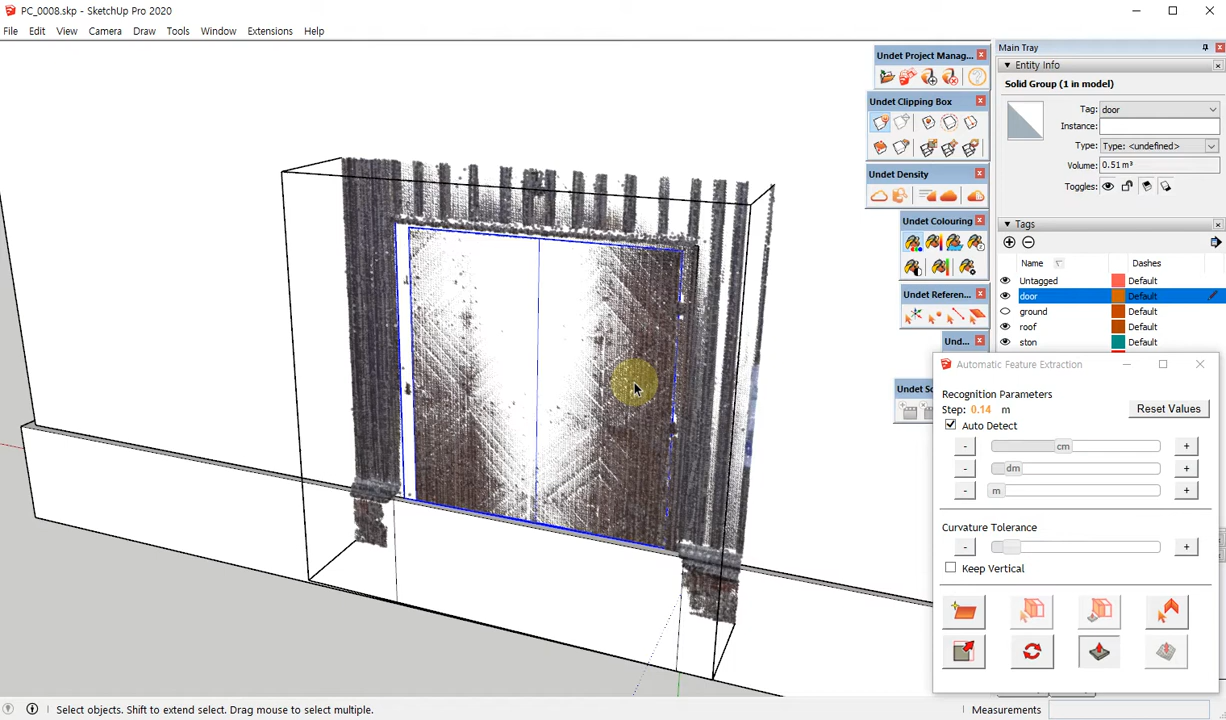 PC_0008.skp - SketchUp Pro 2020
File Edit View Camera Draw Tools Window Extensions Help
Undet Project Manag...
Undet Clipping Box
Undet Density
Undet Colouring
Undet Referen...
Und...
Undet So
Main Tray
Entity Info
Solid Group (1 in model)
Tag: door
Instance:
Type: Type: <undefined>
Volume: 0.51 m³
Toggles:
Tags
Name Dashes
Untagged Default
door Default
ground Default
roof Default
ston Default
Automatic Feature Extraction
Recognition Parameters
Step: 0.14 m
Reset Values
Auto Detect
- cm +
- dm +
- m +
Curvature Tolerance
- +
Keep Vertical
Select objects. Shift to extend select. Drag mouse to select multiple.
Measurements